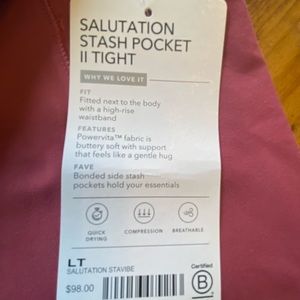 SALUTATION
STASH POCKET
II TIGHT
WHY WE LOVE IT
FIT
Fitted next to the body
with a high-rise
waistband
FEATURES
Powervita™ fabric is
buttery soft with support
that feels like a gentle hug
FAVE
Bonded side stash
pockets hold your essentials
QUICK
DRYING
COMPRESSION
BREATHABLE
LT
SALUTATION STAVIBE
$98.00
Certified
B